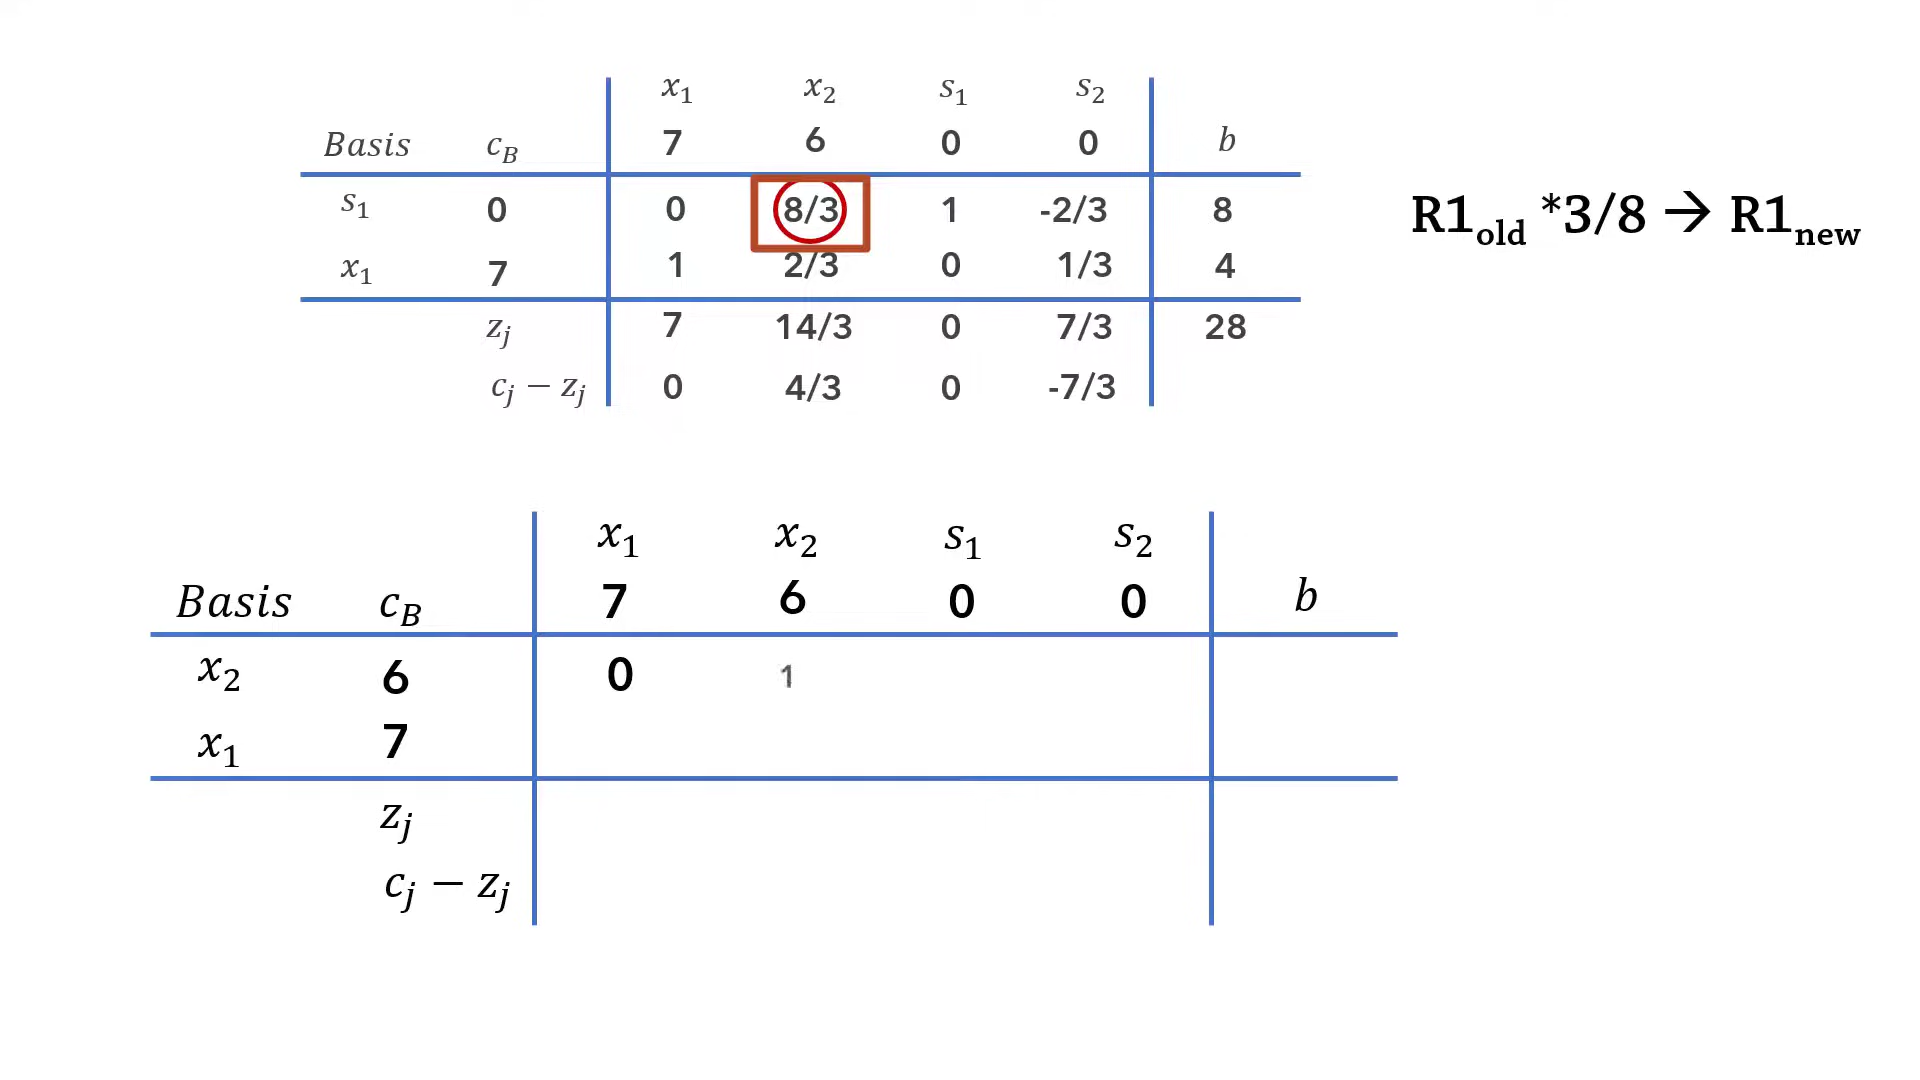 x₁ x₂ s₁ s₂
Basis c_B 7 6 0 0 b
s₁ 0 0 8/3 1 -2/3 8
x₁ 7 1 2/3 0 1/3 4
z_j 7 14/3 0 7/3 28
c_j − z_j 0 4/3 0 -7/3
R1old *3/8 → R1new
x₁ x₂ s₁ s₂
Basis c_B 7 6 0 0 b
x₂ 6 0 1
x₁ 7
z_j
c_j − z_j